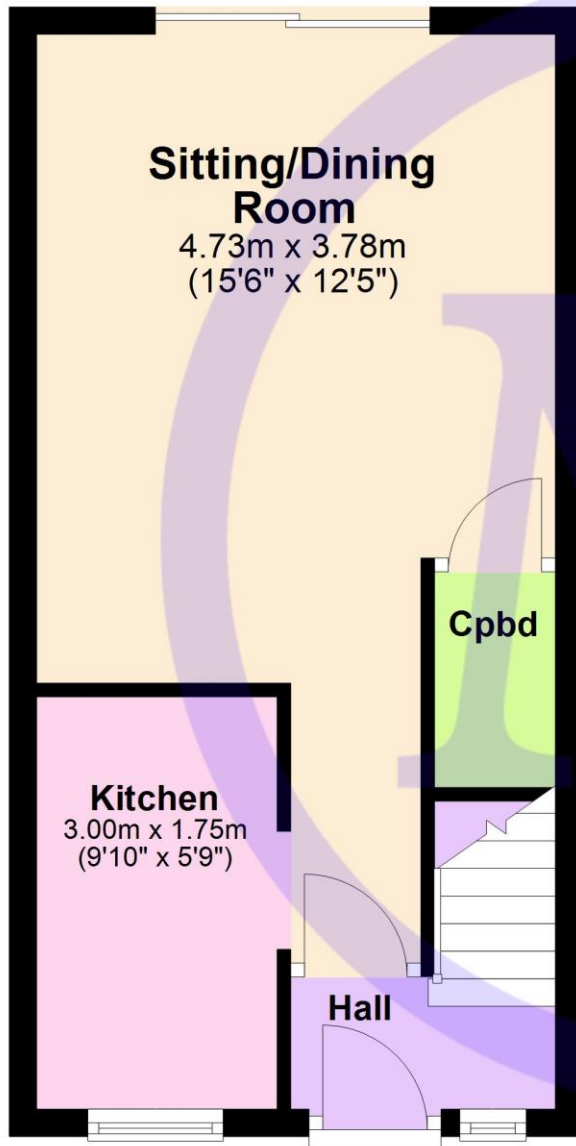 Sitting/Dining
Room
4.73m x 3.78m
(15'6" x 12'5")
Cpbd
Kitchen
3.00m x 1.75m
(9'10" x 5'9")
Hall